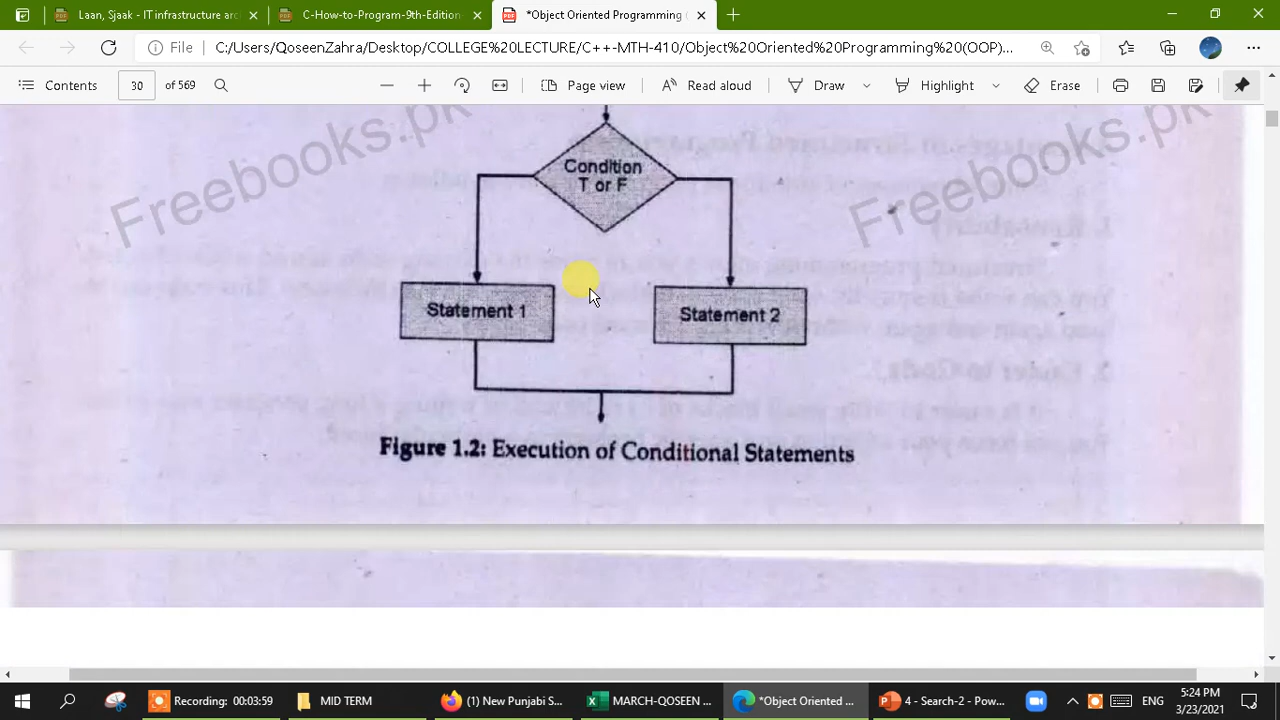 Laan, Sjaak - IT infrastructure arc
C-How-to-Program-9th-Edition
*Object Oriented Programming (
File
C:/Users/QoseenZahra/Desktop/COLLEGE%20LECTURE/C++-MTH-410/Object%20Oriented%20Programming%20(OOP)...
Contents
30
of 569
Page view
Read aloud
Draw
Highlight
Erase
Freebooks.pk
Freebooks.pk
Condition
T or F
Statement 1
Statement 2
Figure 1.2: Execution of Conditional Statements
Recording: 00:03:59
MID TERM
(1) New Punjabi S...
MARCH-QOSEEN ...
*Object Oriented ...
4 - Search-2 - Pow...
ENG
5:24 PM
3/23/2021